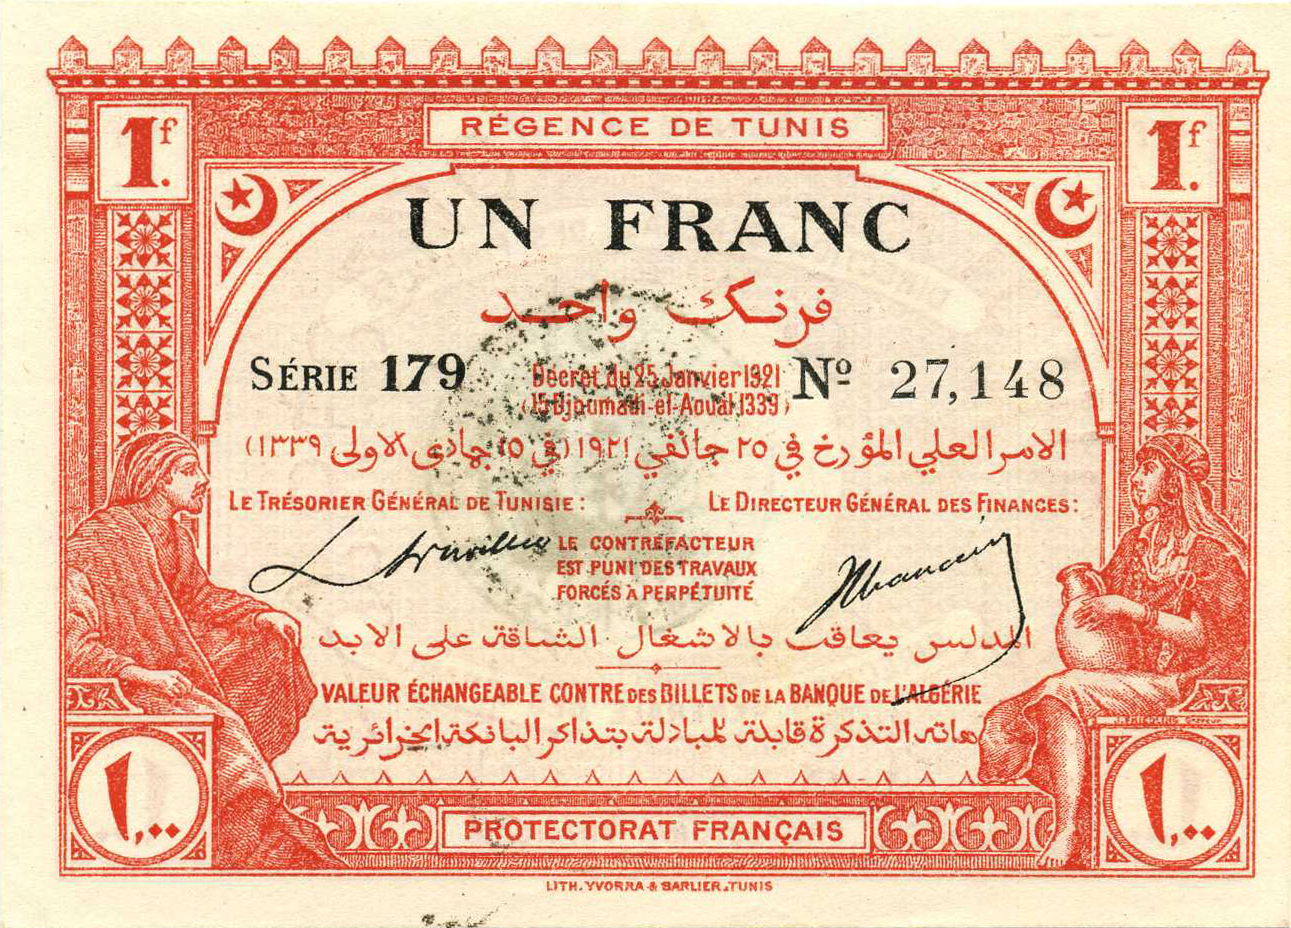 RÉGENCE DE TUNIS
1f. 1f.
UN FRANC
فرنك واحد
SÉRIE 179 Décret du 25 Janvier 1921 Nº 27,148
(15 Djoumadi-el-Aoual 1339)
الامر العلي المؤرخ في ٢٥ جانفي ١٩٢١ (في ١٥ جمادى الاولى ١٣٣٩)
LE TRÉSORIER GÉNÉRAL DE TUNISIE: LE DIRECTEUR GÉNÉRAL DES FINANCES:
LE CONTREFACTEUR
EST PUNI DES TRAVAUX
FORCÉS À PERPÉTUITÉ
المدلس يعاقب بالاشغال الشاقة على الابد
VALEUR ÉCHANGEABLE CONTRE DES BILLETS DE LA BANQUE DE L'ALGÉRIE
هاته التذكرة قابلة للمبادلة بتذاكر البانكة الجزائرية
١,٠٠ ١,٠٠
PROTECTORAT FRANÇAIS
LITH. YVORRA & BARLIER, TUNIS